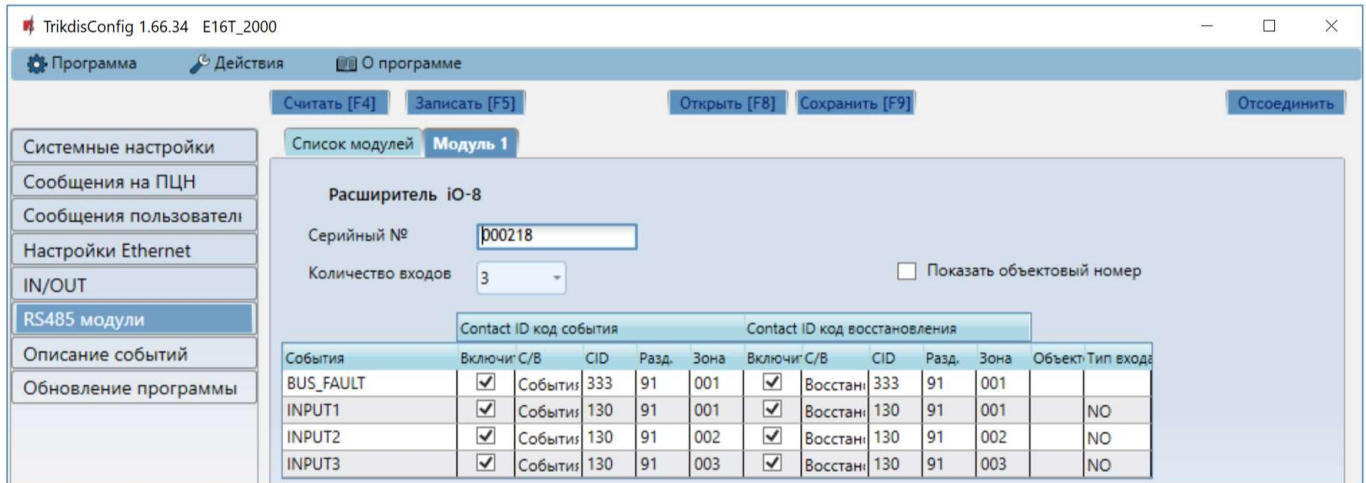 TrikdisConfig 1.66.34 E16T_2000
Программа Действия О программе
Считать [F4] Записать [F5] Открыть [F8] Сохранить [F9] Отсоединить
Системные настройки
Сообщения на ПЦН
Сообщения пользователı
Настройки Ethernet
IN/OUT
RS485 модули
Описание событий
Обновление программы
Список модулей Модуль 1
Расширитель iO-8
Серийный № 000218
Количество входов 3 Показать объектовый номер
Contact ID код события Contact ID код восстановления
События Включит С/В CID Разд. Зона Включит С/В CID Разд. Зона Объект Тип входа
BUS_FAULT События 333 91 001 Восстан 333 91 001
INPUT1 События 130 91 001 Восстан 130 91 001 NO
INPUT2 События 130 91 002 Восстан 130 91 002 NO
INPUT3 События 130 91 003 Восстан 130 91 003 NO